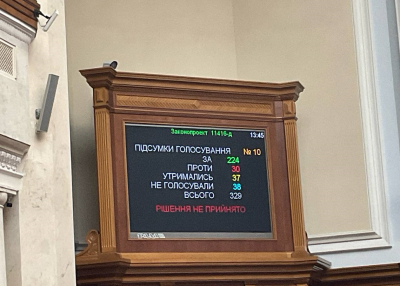 Законопроект 11416-д 13:45
ПІДСУМКИ ГОЛОСУВАННЯ № 10
ЗА 224
ПРОТИ 30
УТРИМАЛИСЬ 37
НЕ ГОЛОСУВАЛИ 38
ВСЬОГО 329
РІШЕННЯ НЕ ПРИЙНЯТО